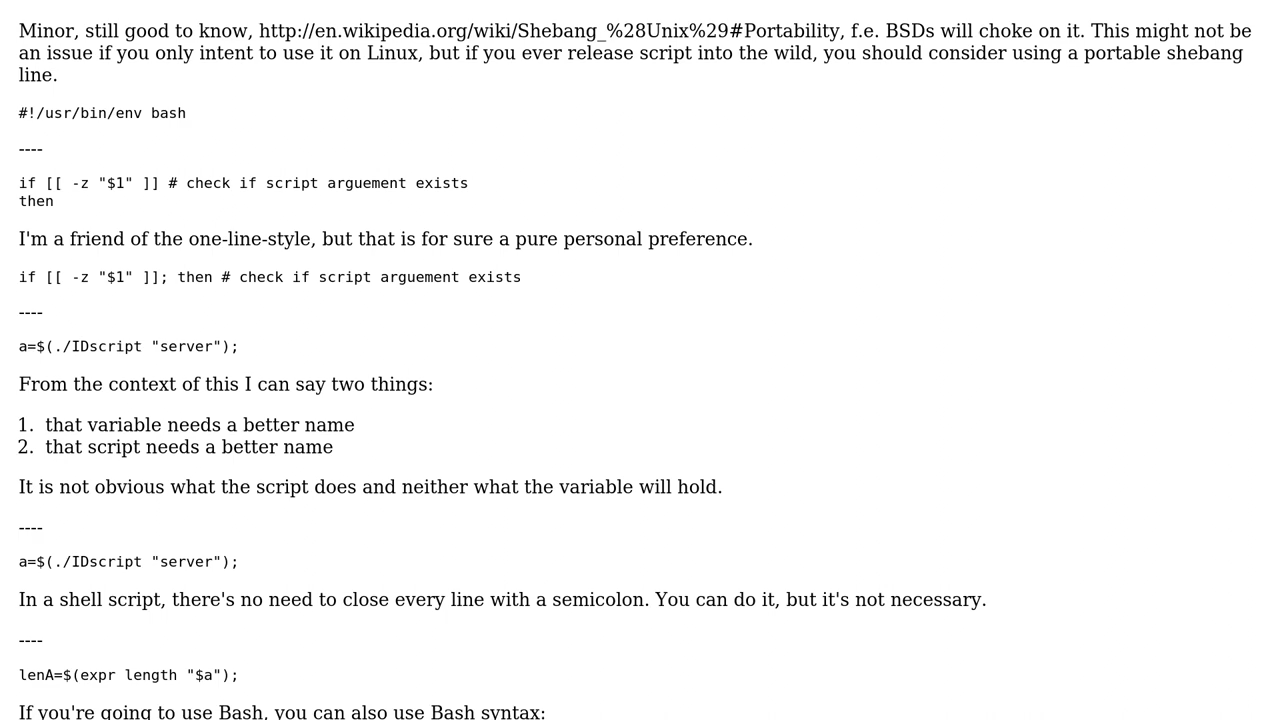 Minor, still good to know, http://en.wikipedia.org/wiki/Shebang_%28Unix%29#Portability, f.e. BSDs will choke on it. This might not be
an issue if you only intent to use it on Linux, but if you ever release script into the wild, you should consider using a portable shebang
line.
#!/usr/bin/env bash
----
if [[ -z "$1" ]] # check if script arguement exists
then
I'm a friend of the one-line-style, but that is for sure a pure personal preference.
if [[ -z "$1" ]]; then # check if script arguement exists
----
a=$(./IDscript "server");
From the context of this I can say two things:
1. that variable needs a better name
2. that script needs a better name
It is not obvious what the script does and neither what the variable will hold.
----
a=$(./IDscript "server");
In a shell script, there's no need to close every line with a semicolon. You can do it, but it's not necessary.
----
lenA=$(expr length "$a");
If you're going to use Bash, you can also use Bash syntax: